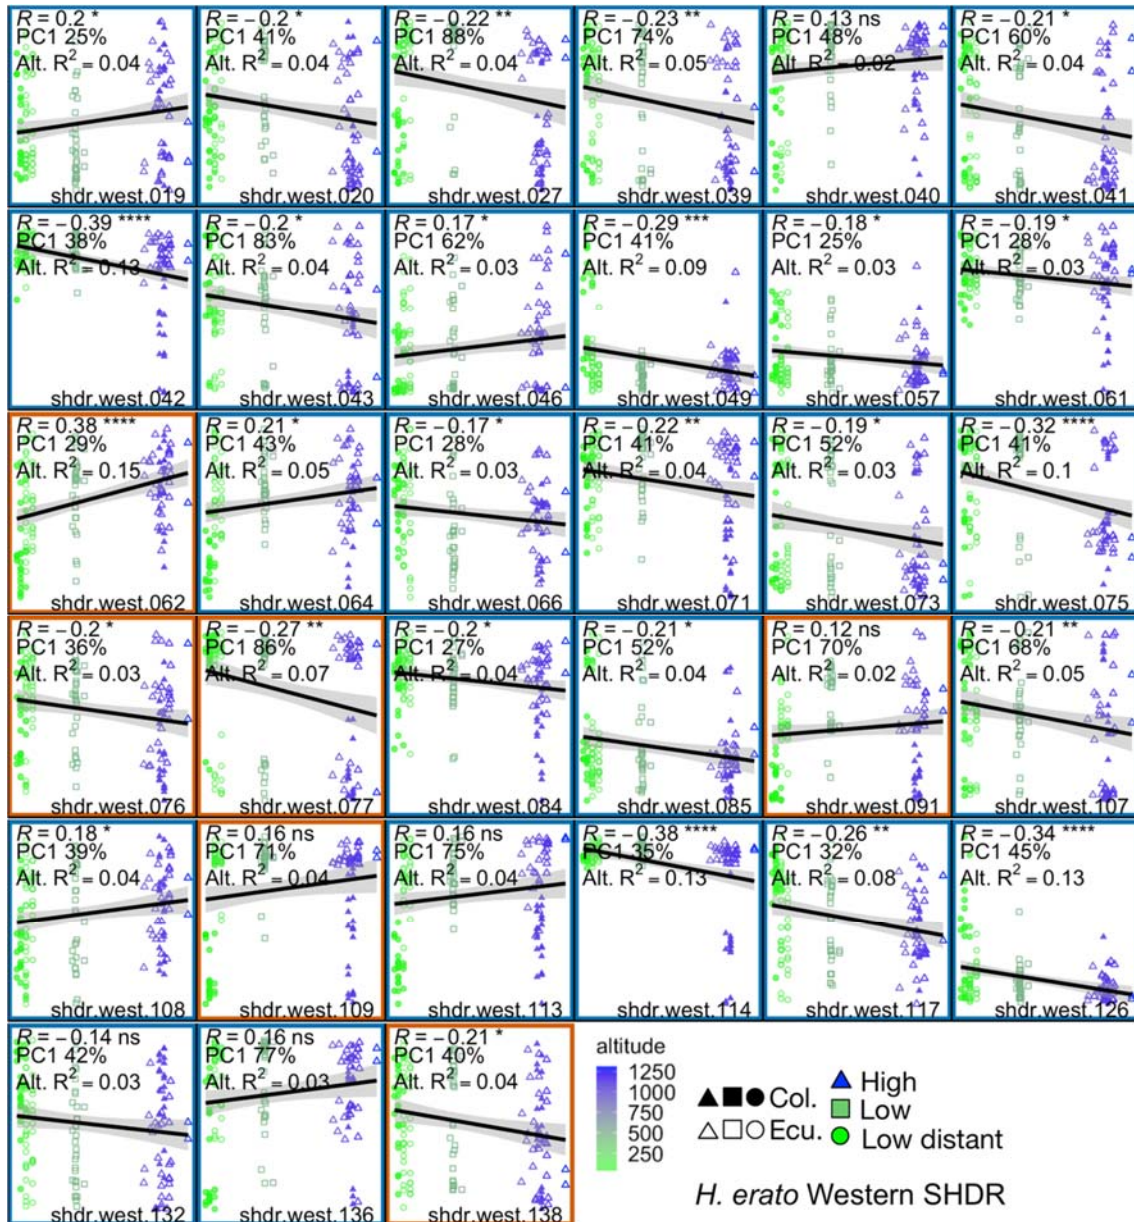 R = 0.2 *
PC1 25%
Alt. R² = 0.04
shdr.west.019
R = −0.2 *
PC1 41%
Alt. R² = 0.04
shdr.west.020
R = −0.22 **
PC1 88%
Alt. R² = 0.04
shdr.west.027
R = −0.23 **
PC1 74%
Alt. R² = 0.05
shdr.west.039
R = 0.13 ns
PC1 48%
Alt. R² = 0.02
shdr.west.040
R = −0.21 *
PC1 60%
Alt. R² = 0.04
shdr.west.041
R = −0.39 ****
PC1 38%
Alt. R² = 0.13
shdr.west.042
R = −0.2 *
PC1 83%
Alt. R² = 0.04
shdr.west.043
R = 0.17 *
PC1 62%
Alt. R² = 0.03
shdr.west.046
R = −0.29 ***
PC1 41%
Alt. R² = 0.09
shdr.west.049
R = −0.18 *
PC1 25%
Alt. R² = 0.03
shdr.west.057
R = −0.19 *
PC1 28%
Alt. R² = 0.03
shdr.west.061
R = 0.38 ****
PC1 29%
Alt. R² = 0.15
shdr.west.062
R = 0.21 *
PC1 43%
Alt. R² = 0.05
shdr.west.064
R = −0.17 *
PC1 28%
Alt. R² = 0.03
shdr.west.066
R = −0.22 **
PC1 41%
Alt. R² = 0.04
shdr.west.071
R = −0.19 *
PC1 52%
Alt. R² = 0.03
shdr.west.073
R = −0.32 ****
PC1 41%
Alt. R² = 0.1
shdr.west.075
R = −0.2 *
PC1 36%
Alt. R² = 0.03
shdr.west.076
R = −0.27 **
PC1 86%
Alt. R² = 0.07
shdr.west.077
R = −0.2 *
PC1 27%
Alt. R² = 0.04
shdr.west.084
R = −0.21 *
PC1 52%
Alt. R² = 0.04
shdr.west.085
R = 0.12 ns
PC1 70%
Alt. R² = 0.02
shdr.west.091
R = −0.21 **
PC1 68%
Alt. R² = 0.05
shdr.west.107
R = 0.18 *
PC1 39%
Alt. R² = 0.04
shdr.west.108
R = 0.16 ns
PC1 71%
Alt. R² = 0.04
shdr.west.109
R = 0.16 ns
PC1 75%
Alt. R² = 0.04
shdr.west.113
R = −0.38 ****
PC1 35%
Alt. R² = 0.13
shdr.west.114
R = −0.26 **
PC1 32%
Alt. R² = 0.08
shdr.west.117
R = −0.34 ****
PC1 45%
Alt. R² = 0.13
shdr.west.126
R = −0.14 ns
PC1 42%
Alt. R² = 0.03
shdr.west.132
R = 0.16 ns
PC1 77%
Alt. R² = 0.03
shdr.west.136
R = −0.21 *
PC1 40%
Alt. R² = 0.04
shdr.west.138
altitude
1250
1000
750
500
250
Col.
Ecu.
High
Low
Low distant
H. erato Western SHDR